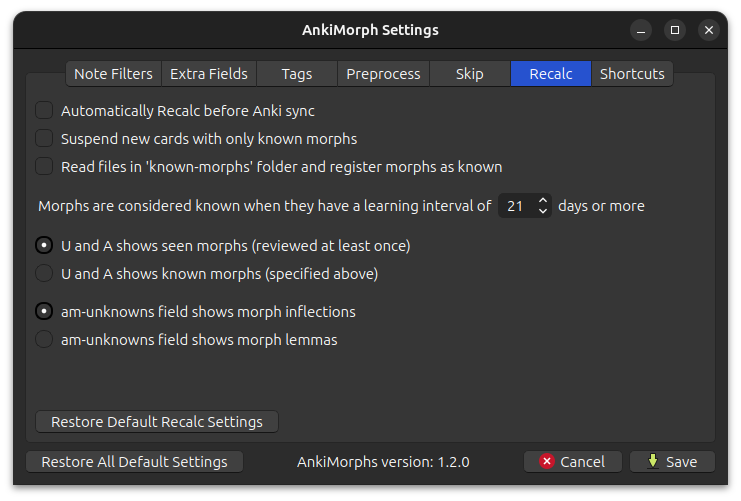 AnkiMorph Settings
Note Filters Extra Fields Tags Preprocess Skip Recalc Shortcuts
Automatically Recalc before Anki sync
Suspend new cards with only known morphs
Read files in 'known-morphs' folder and register morphs as known
Morphs are considered known when they have a learning interval of 21 days or more
U and A shows seen morphs (reviewed at least once)
U and A shows known morphs (specified above)
am-unknowns field shows morph inflections
am-unknowns field shows morph lemmas
Restore Default Recalc Settings
Restore All Default Settings AnkiMorphs version: 1.2.0 Cancel Save